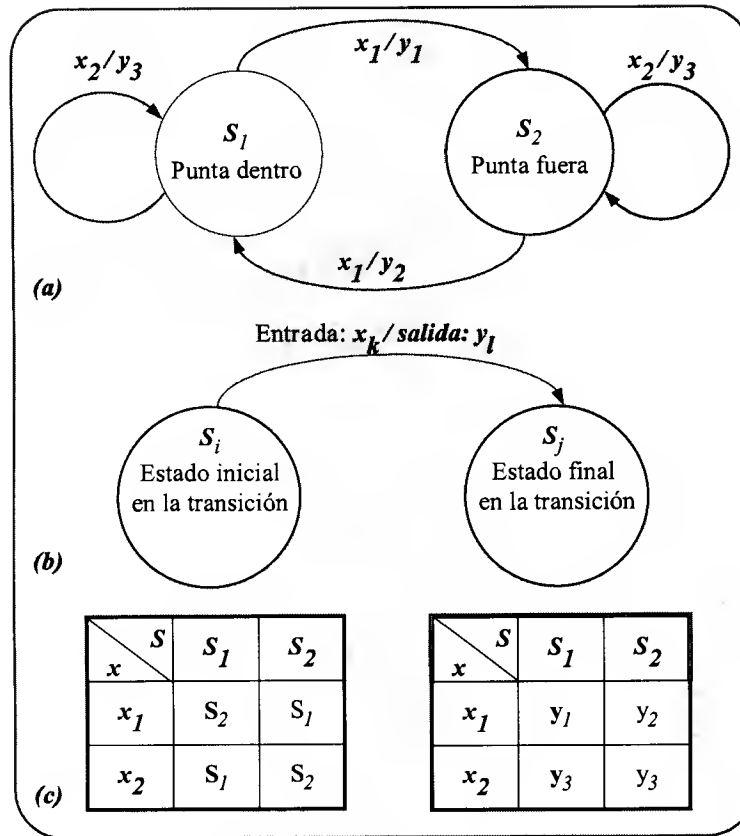 x1/y1
x2/y3
x2/y3
S1
Punta dentro
S2
Punta fuera
x1/y2
(a)
Entrada: xk/salida: yl
Si
Estado inicial
en la transición
Sj
Estado final
en la transición
(b)
S S1 S2
x
x1 S2 S1
x2 S1 S2
S S1 S2
x
x1 y1 y2
x2 y3 y3
(c)